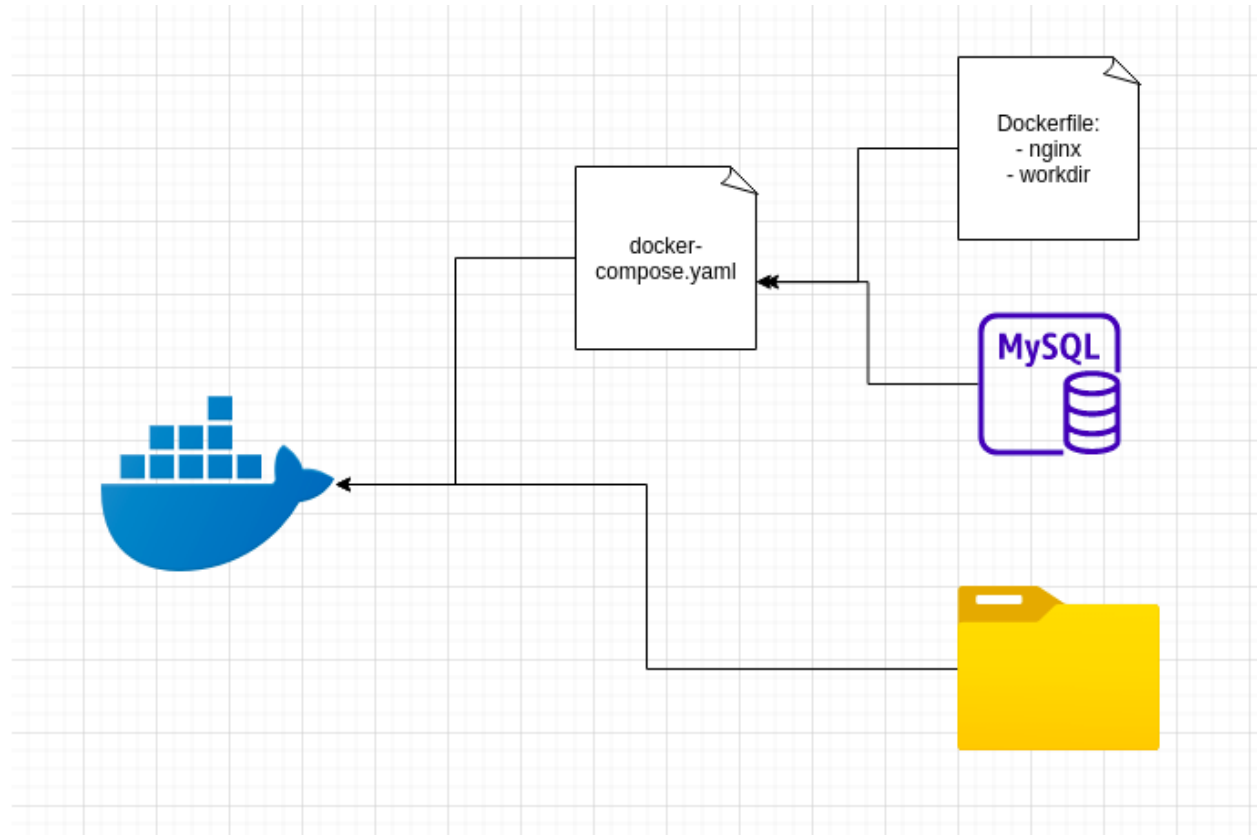 Dockerfile:
- nginx
- workdir
docker-
compose.yaml
MySQL